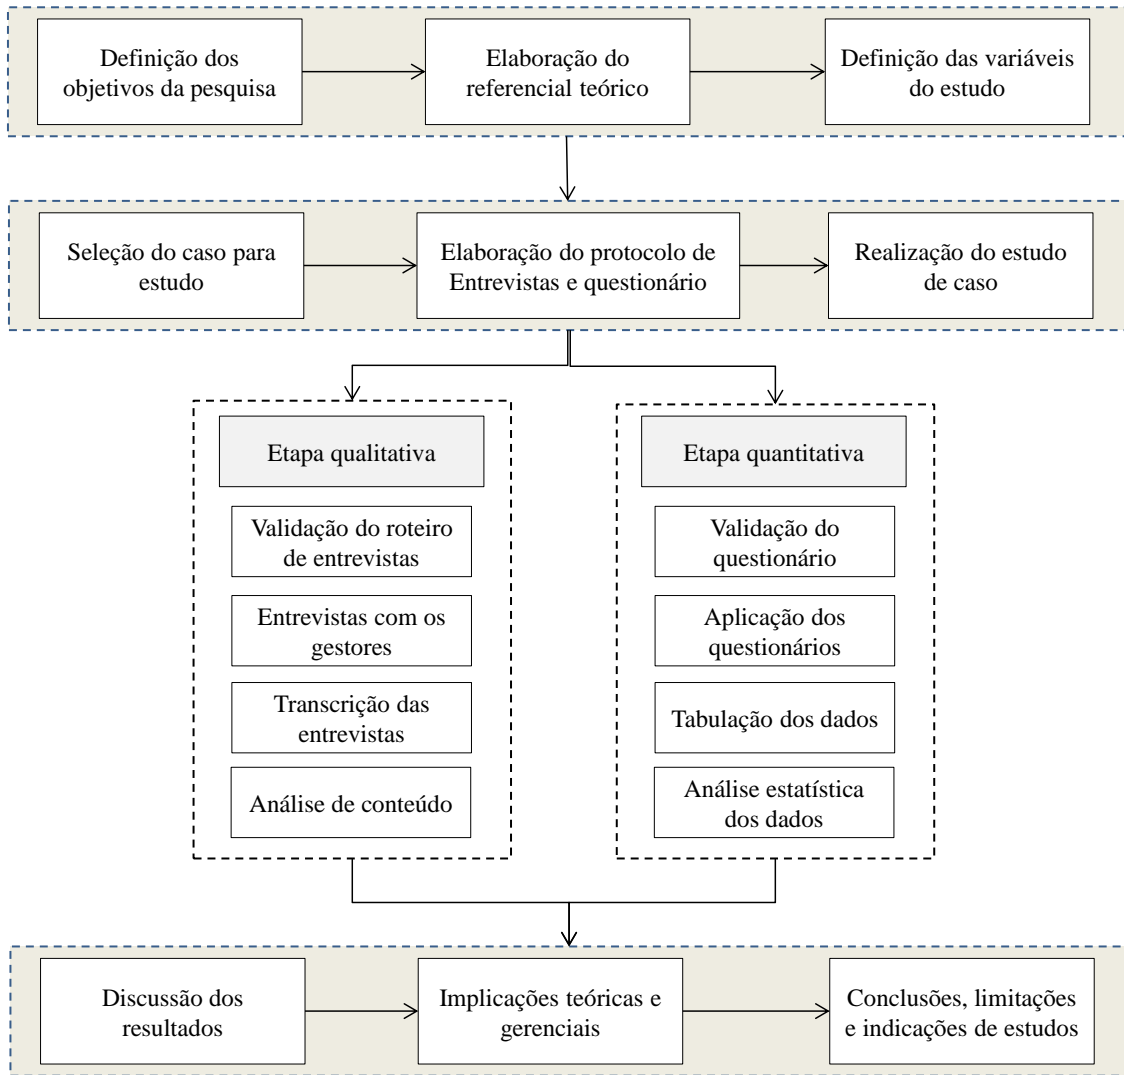 Definição dos
objetivos da pesquisa
Elaboração do
referencial teórico
Definição das variáveis
do estudo
Seleção do caso para
estudo
Elaboração do protocolo de
Entrevistas e questionário
Realização do estudo
de caso
Etapa qualitativa
Validação do roteiro
de entrevistas
Entrevistas com os
gestores
Transcrição das
entrevistas
Análise de conteúdo
Etapa quantitativa
Validação do
questionário
Aplicação dos
questionários
Tabulação dos dados
Análise estatística
dos dados
Discussão dos
resultados
Implicações teóricas e
gerenciais
Conclusões, limitações
e indicações de estudos